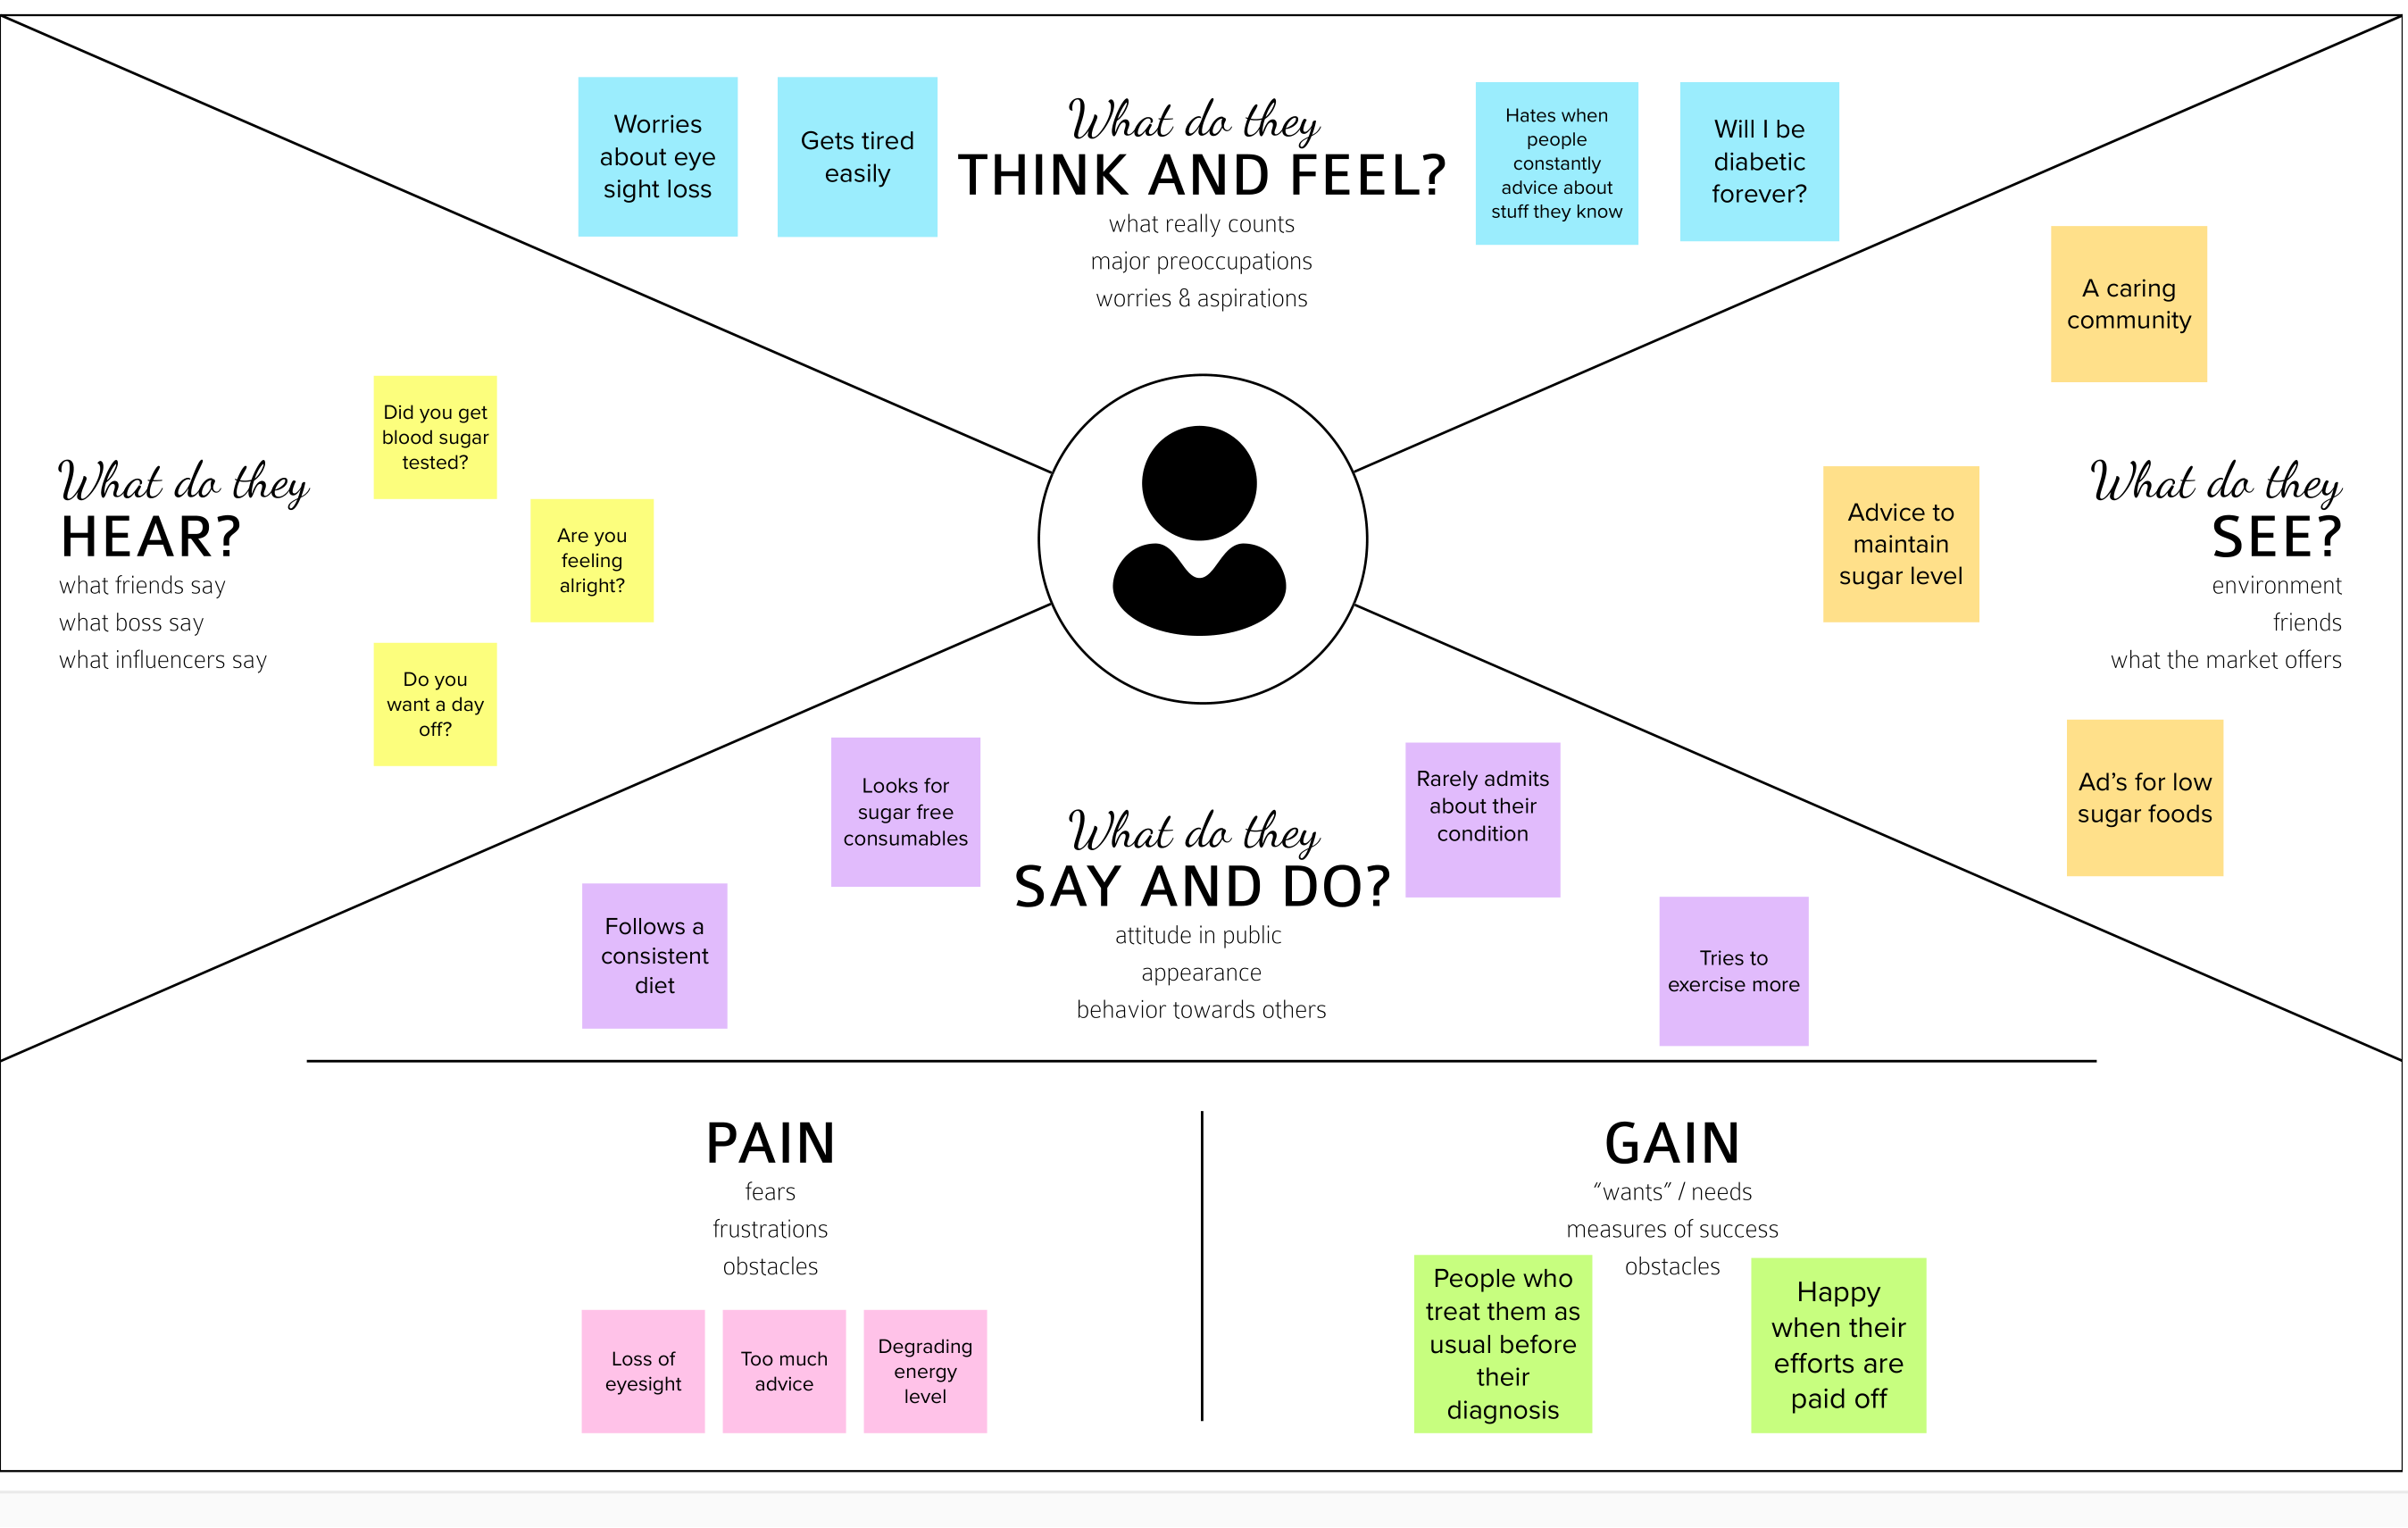 Worries
about eye
sight loss
Gets tired
easily
What do they
THINK AND FEEL?
what really counts
major preoccupations
worries & aspirations
Hates when
people
constantly
advice about
stuff they know
Will I be
diabetic
forever?
What do they
HEAR?
what friends say
what boss say
what influencers say
Did you get
blood sugar
tested?
Are you
feeling
alright?
Do you
want a day
off?
A caring
community
Advice to
maintain
sugar level
What do they
SEE?
environment
friends
what the market offers
Ad's for low
sugar foods
Looks for
sugar free
consumables
Follows a
consistent
diet
What do they
SAY AND DO?
attitude in public
appearance
behavior towards others
Rarely admits
about their
condition
Tries to
exercise more
PAIN
fears
frustrations
obstacles
Loss of
eyesight
Too much
advice
Degrading
energy
level
GAIN
“wants” / needs
measures of success
obstacles
People who
treat them as
usual before
their
diagnosis
Happy
when their
efforts are
paid off